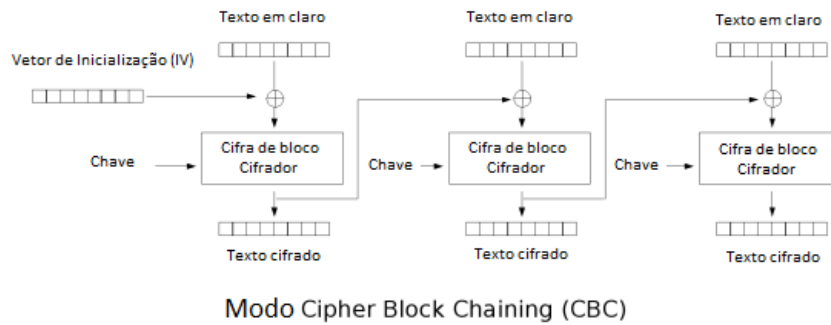 Texto em claro
Texto em claro
Texto em claro
Vetor de Inicialização (IV)
Chave
Cifra de bloco
Cifrador
Chave
Cifra de bloco
Cifrador
Chave
Cifra de bloco
Cifrador
Texto cifrado
Texto cifrado
Texto cifrado
Modo Cipher Block Chaining (CBC)